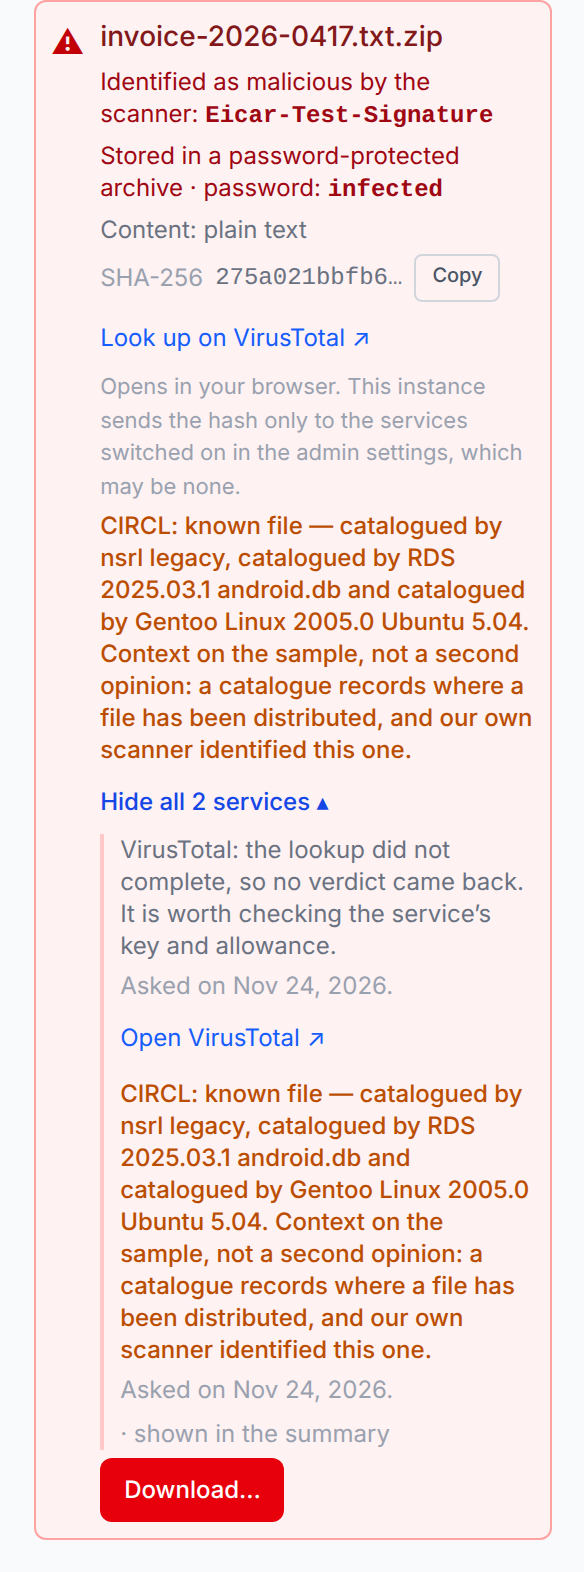 invoice-2026-0417.txt.zip
Identified as malicious by the
scanner: Eicar-Test-Signature
Stored in a password-protected
archive · password: infected
Content: plain text
SHA-256 275a021bbfb6… Copy
Look up on VirusTotal ↗
Opens in your browser. This instance
sends the hash only to the services
switched on in the admin settings, which
may be none.
CIRCL: known file — catalogued by
nsrl legacy, catalogued by RDS
2025.03.1 android.db and catalogued
by Gentoo Linux 2005.0 Ubuntu 5.04.
Context on the sample, not a second
opinion: a catalogue records where a
file has been distributed, and our own
scanner identified this one.
Hide all 2 services ▴
VirusTotal: the lookup did not
complete, so no verdict came back.
It is worth checking the service’s
key and allowance.
Asked on Nov 24, 2026.
Open VirusTotal ↗
CIRCL: known file — catalogued by
nsrl legacy, catalogued by RDS
2025.03.1 android.db and
catalogued by Gentoo Linux 2005.0
Ubuntu 5.04. Context on the
sample, not a second opinion: a
catalogue records where a file has
been distributed, and our own
scanner identified this one.
Asked on Nov 24, 2026.
· shown in the summary
Download…